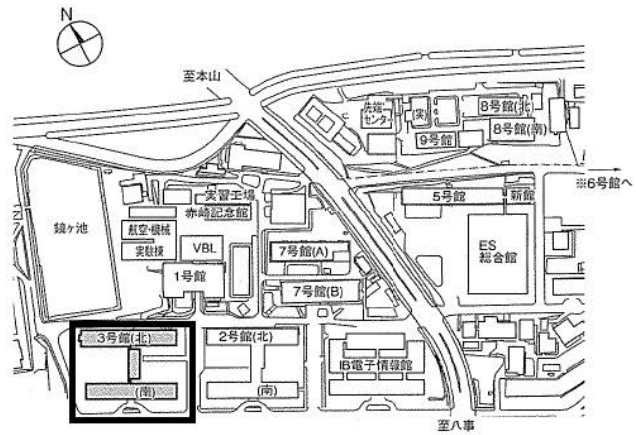 N
至本山
先端
センター
(実)
8号館(北)
8号館(南)
9号館
※6号館へ
実習工場
赤崎記念館
5号館
新館
鏡ヶ池
航空・機械
実験棟
VBL
7号館(A)
ES
総合館
1号館
7号館(B)
3号館(北)
2号館(北)
IB電子情報館
(南)
(南)
至八事